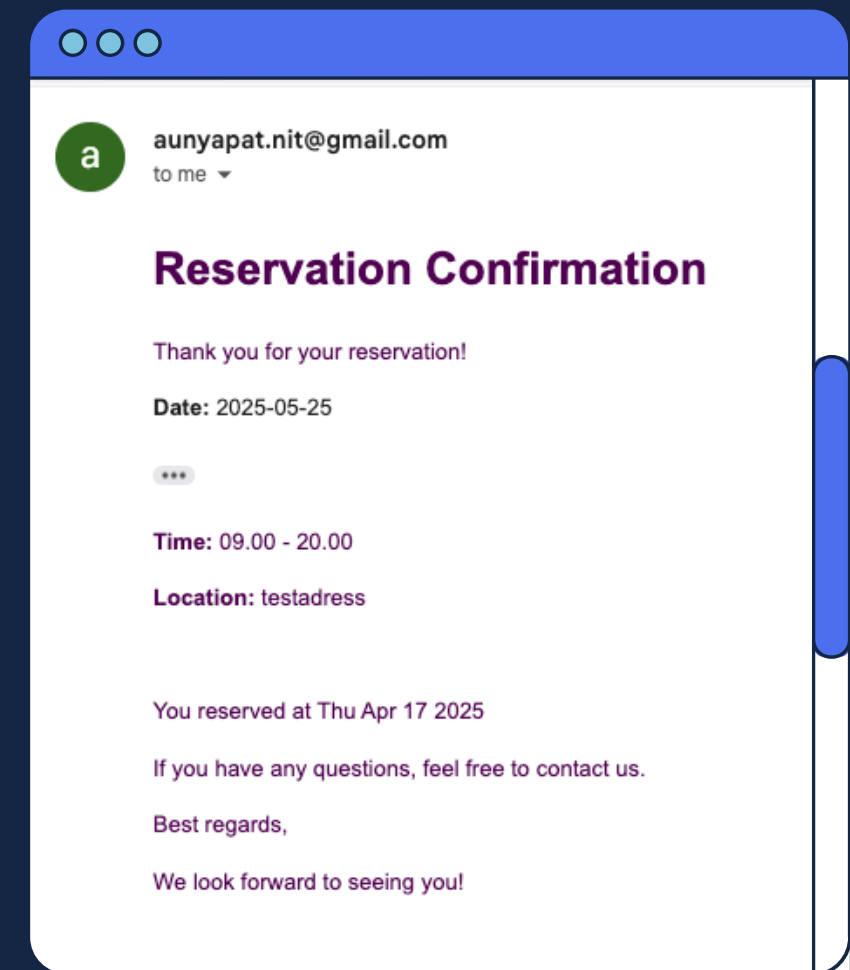 a
aunyapat.nit@gmail.com
to me
Reservation Confirmation
Thank you for your reservation!
Date: 2025-05-25
•••
Time: 09.00 - 20.00
Location: testadress
You reserved at Thu Apr 17 2025
If you have any questions, feel free to contact us.
Best regards,
We look forward to seeing you!